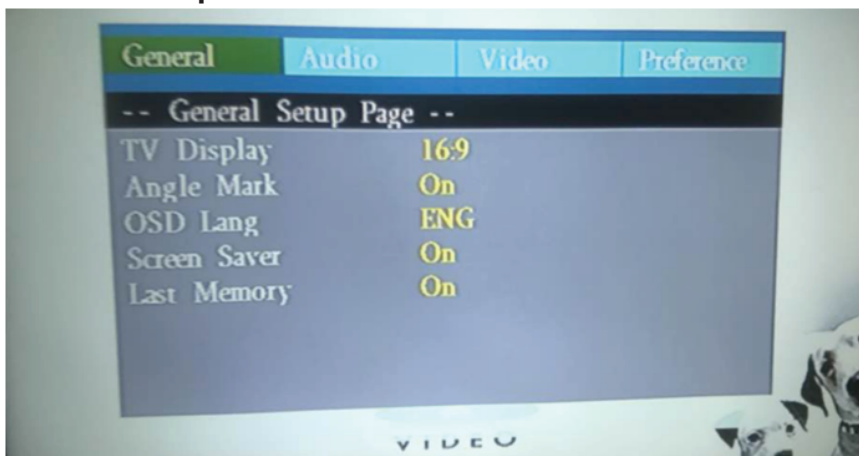 General Audio Video Preference
-- General Setup Page --
TV Display 16:9
Angle Mark On
OSD Lang ENG
Screen Saver On
Last Memory On
VIDEO